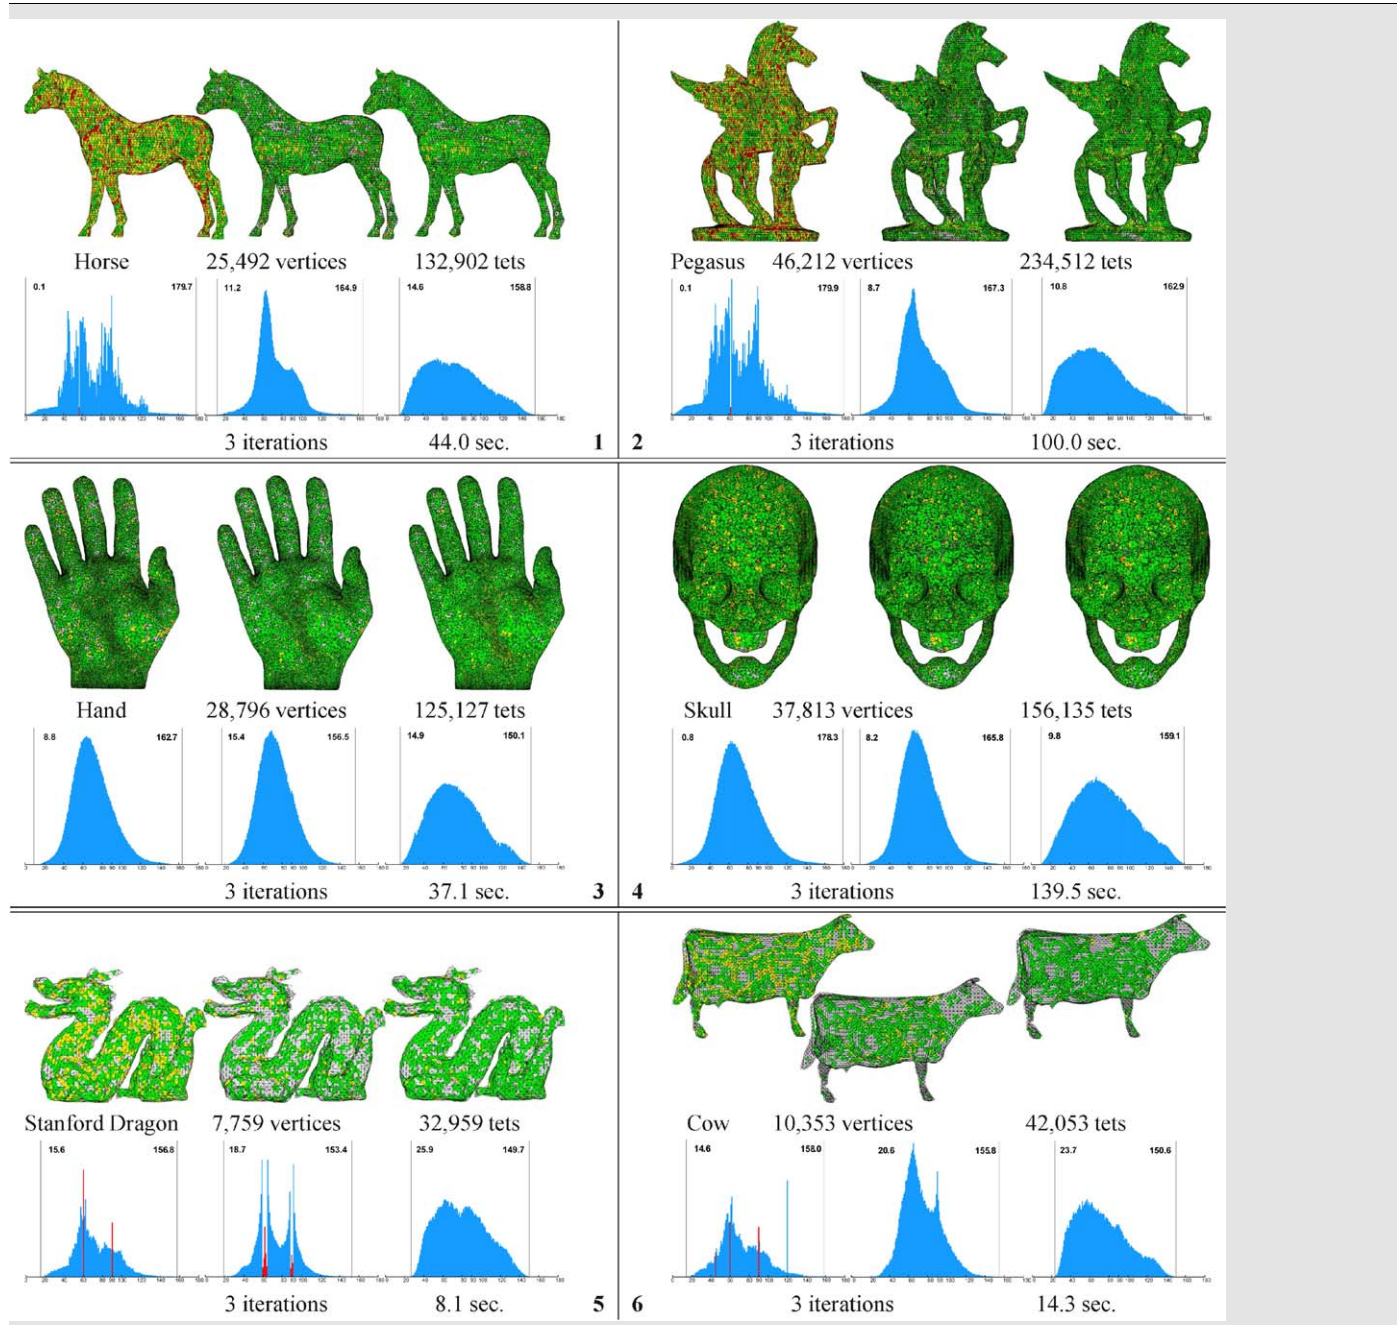 Horse 25,492 vertices 132,902 tets
0.1 179.7 11.2 164.9 14.6 158.8
3 iterations 44.0 sec. 1
Pegasus 46,212 vertices 234,512 tets
0.1 179.9 8.7 167.3 10.8 162.9
2 3 iterations 100.0 sec.
Hand 28,796 vertices 125,127 tets
8.8 162.7 15.4 156.5 14.9 150.1
3 iterations 37.1 sec. 3
Skull 37,813 vertices 156,135 tets
0.8 178.3 8.2 165.8 9.8 159.1
4 3 iterations 139.5 sec.
Stanford Dragon 7,759 vertices 32,959 tets
15.6 156.8 18.7 153.4 25.9 149.7
3 iterations 8.1 sec. 5
Cow 10,353 vertices 42,053 tets
14.6 158.0 20.6 155.8 23.7 150.6
6 3 iterations 14.3 sec.